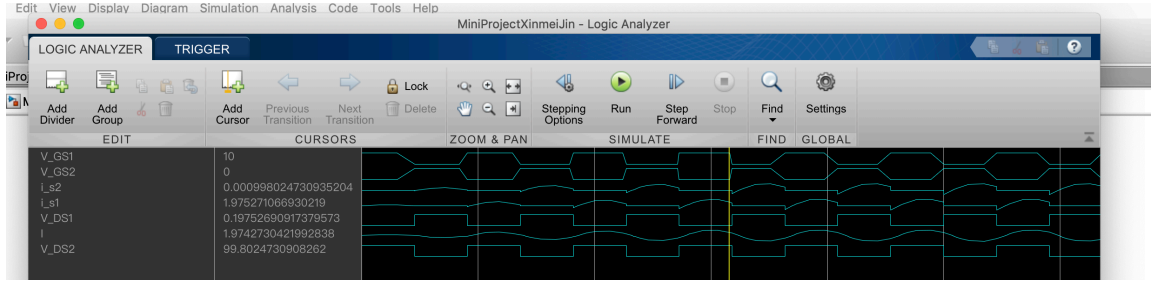 Edit View Display Diagram Simulation Analysis Code Tools Help
MiniProjectXinmeiJin - Logic Analyzer
LOGIC ANALYZER TRIGGER
?
iProj
Add Divider
Add Group
Add Cursor
Previous Transition
Next Transition
Lock
Delete
Stepping Options
Run
Step Forward
Stop
Find
Settings
EDIT CURSORS ZOOM & PAN SIMULATE FIND GLOBAL
V_GS1 10
V_GS2 0
i_s2 0.000998024730935204
i_s1 1.975271066930219
V_DS1 0.19752690917379573
I 1.9742730421992838
V_DS2 99.8024730908262